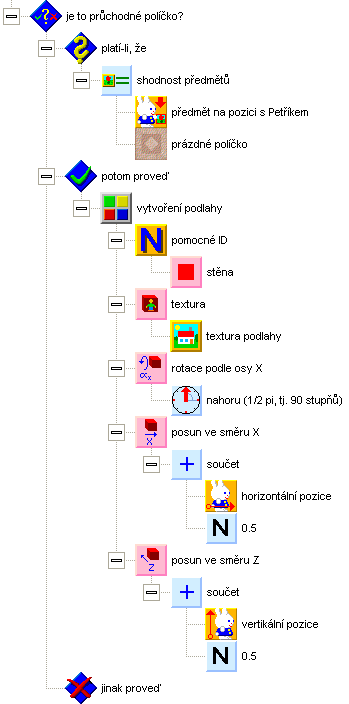 je to průchodné políčko?
platí-li, že
shodnost předmětů
předmět na pozici s Petříkem
prázdné políčko
potom proveď
vytvoření podlahy
N pomocné ID
stěna
textura
textura podlahy
αx rotace podle osy X
nahoru (1/2 pi, tj. 90 stupňů)
X posun ve směru X
součet
horizontální pozice
N 0.5
Z posun ve směru Z
součet
vertikální pozice
N 0.5
jinak proveď